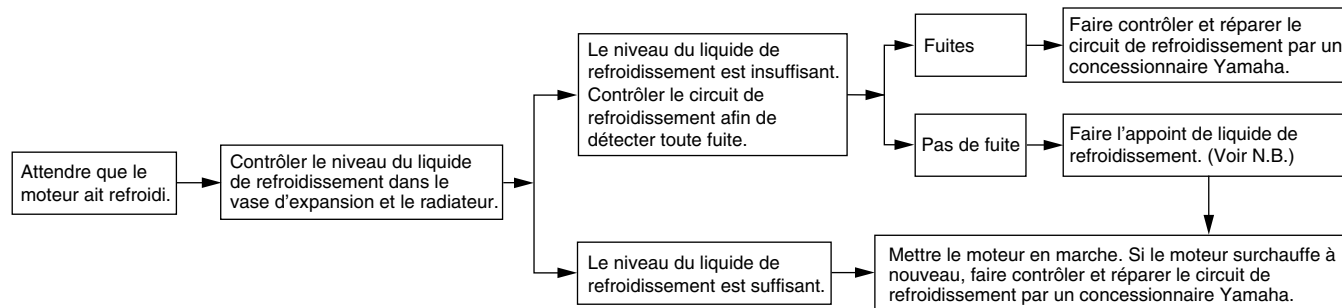 Attendre que le
moteur ait refroidi.
Contrôler le niveau du liquide
de refroidissement dans le
vase d'expansion et le radiateur.
Le niveau du liquide de
refroidissement est insuffisant.
Contrôler le circuit de
refroidissement afin de
détecter toute fuite.
Fuites
Faire contrôler et réparer le
circuit de refroidissement par un
concessionnaire Yamaha.
Pas de fuite
Faire l'appoint de liquide de
refroidissement. (Voir N.B.)
Le niveau du liquide de
refroidissement est suffisant.
Mettre le moteur en marche. Si le moteur surchauffe à
nouveau, faire contrôler et réparer le circuit de
refroidissement par un concessionnaire Yamaha.